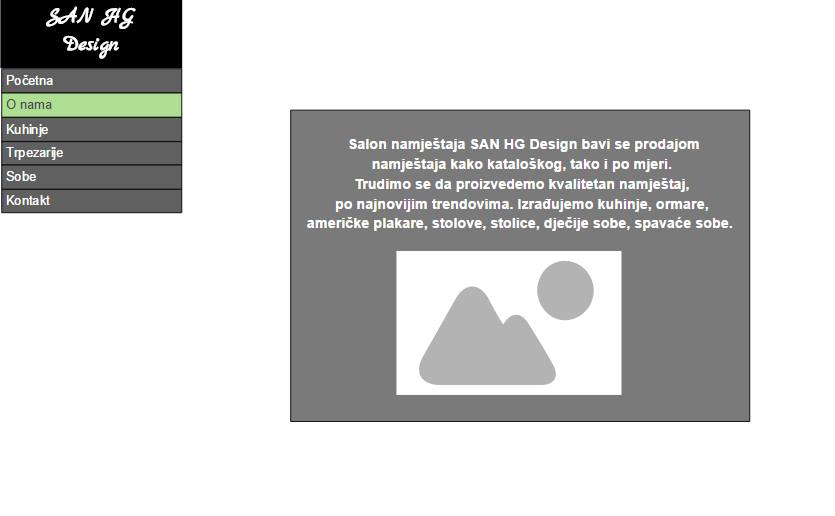 SAN HG
Design
Početna
O nama
Kuhinje
Trpezarije
Sobe
Kontakt
Salon namještaja SAN HG Design bavi se prodajom
namještaja kako kataloškog, tako i po mjeri.
Trudimo se da proizvedemo kvalitetan namještaj,
po najnovijim trendovima. Izrađujemo kuhinje, ormare,
američke plakare, stolove, stolice, dječije sobe, spavaće sobe.